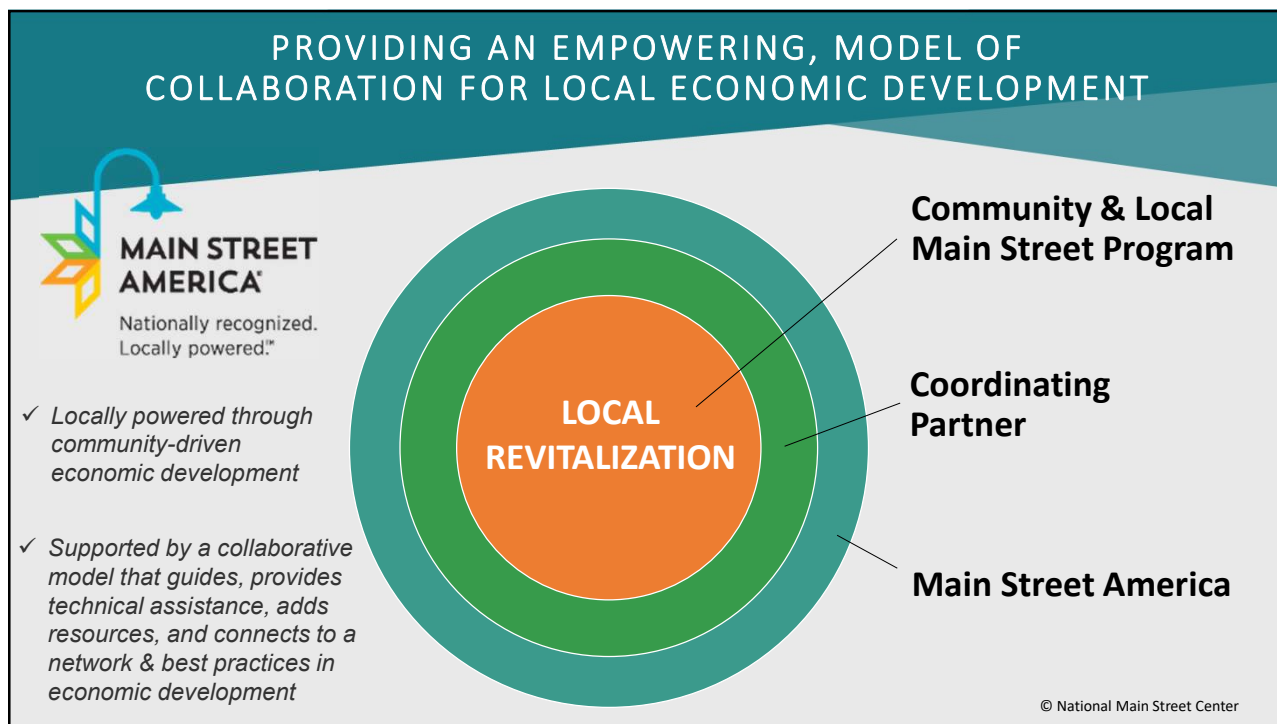 PROVIDING AN EMPOWERING, MODEL OF
COLLABORATION FOR LOCAL ECONOMIC DEVELOPMENT
MAIN STREET
AMERICA®
Nationally recognized.
Locally powered.™
✓ Locally powered through
community-driven
economic development
✓ Supported by a collaborative
model that guides, provides
technical assistance, adds
resources, and connects to a
network & best practices in
economic development
LOCAL
REVITALIZATION
Community & Local
Main Street Program
Coordinating
Partner
Main Street America
© National Main Street Center